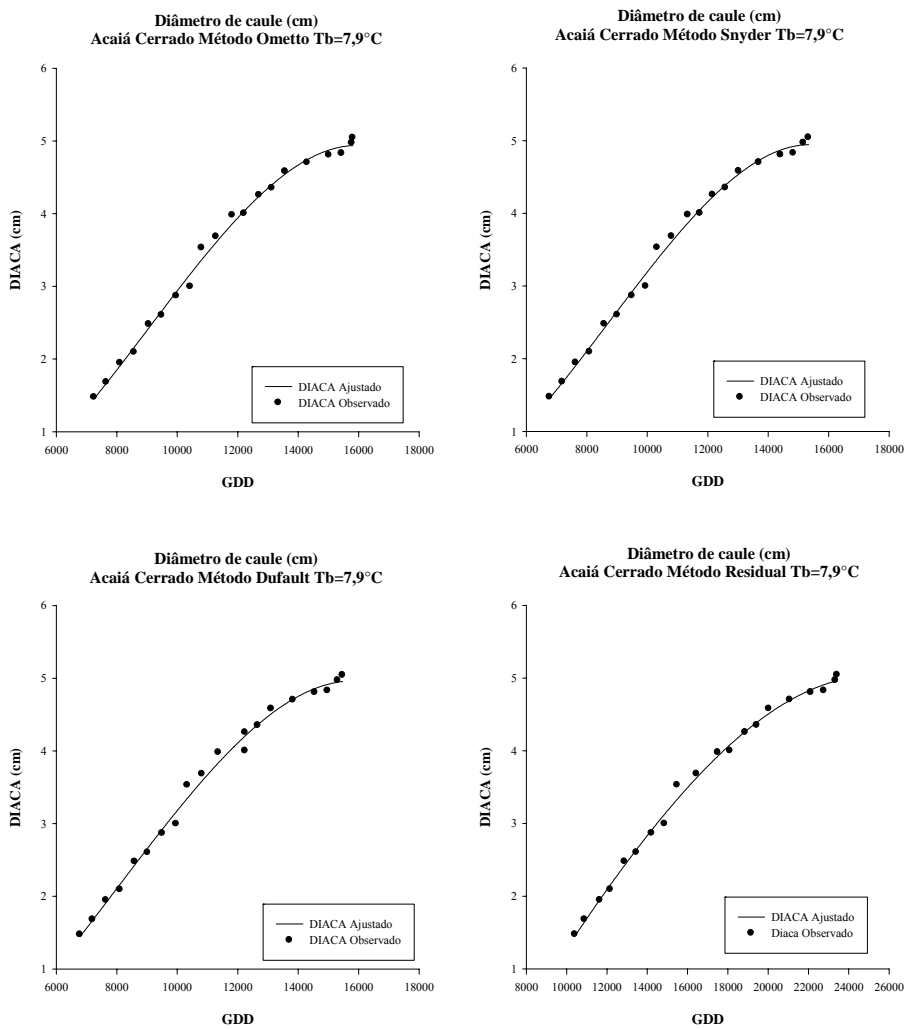 Diâmetro de caule (cm)
Acaiá Cerrado Método Ometto Tb=7,9°C
6
5
4
3
2
1
DIACA (cm)
DIACA Ajustado
DIACA Observado
6000 8000 10000 12000 14000 16000 18000
GDD
Diâmetro de caule (cm)
Acaiá Cerrado Método Snyder Tb=7,9°C
6
5
4
3
2
1
DIACA (cm)
DIACA Ajustado
DIACA Observado
6000 8000 10000 12000 14000 16000 18000
GDD
Diâmetro de caule (cm)
Acaiá Cerrado Método Dufault Tb=7,9°C
6
5
4
3
2
1
DIACA (cm)
DIACA Ajustado
DIACA Observado
6000 8000 10000 12000 14000 16000 18000
GDD
Diâmetro de caule (cm)
Acaiá Cerrado Método Residual Tb=7,9°C
6
5
4
3
2
1
DIACA (cm)
DIACA Ajustado
Diaca Observado
10000 12000 14000 16000 18000 20000 22000 24000 26000
GDD